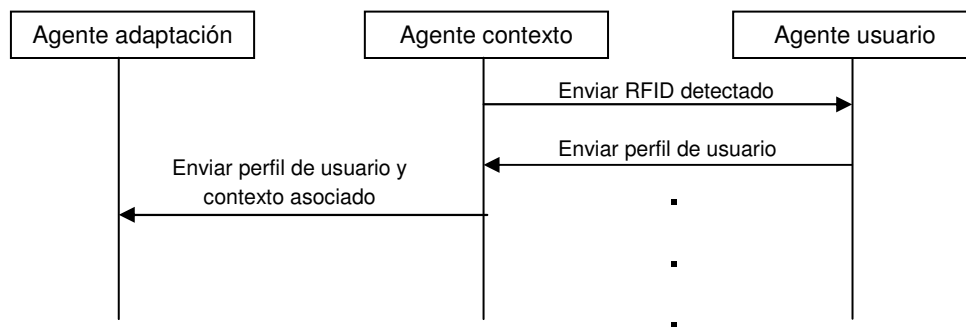 Agente adaptación
Agente contexto
Agente usuario
Enviar RFID detectado
Enviar perfil de usuario
Enviar perfil de usuario y
contexto asociado